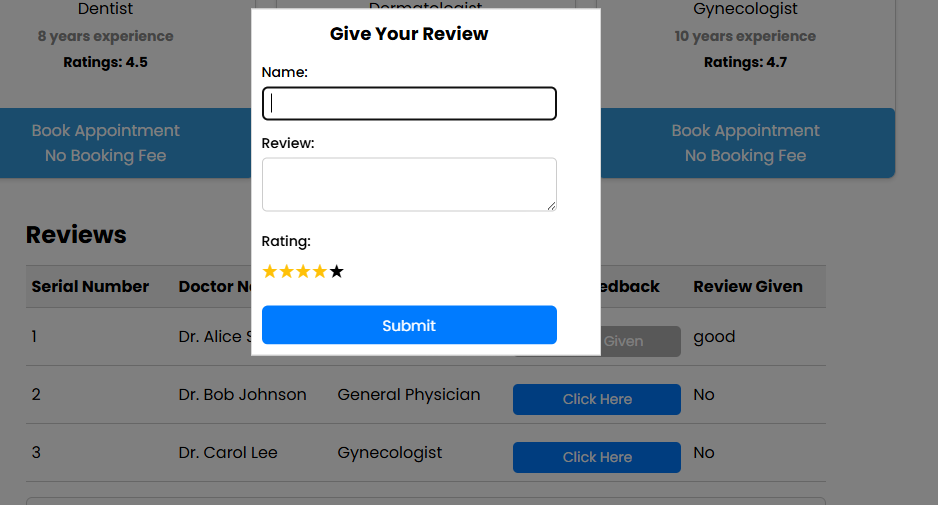 Dentist
8 years experience
Ratings: 4.5
Book Appointment
No Booking Fee
Dermatologist
Gynecologist
10 years experience
Ratings: 4.7
Book Appointment
No Booking Fee
Give Your Review
Name:
Review:
Rating:
★★★★★
Submit
Reviews
Serial Number Doctor edback Review Given
1 Dr. Alice Given good
2 Dr. Bob Johnson General Physician Click Here No
3 Dr. Carol Lee Gynecologist Click Here No